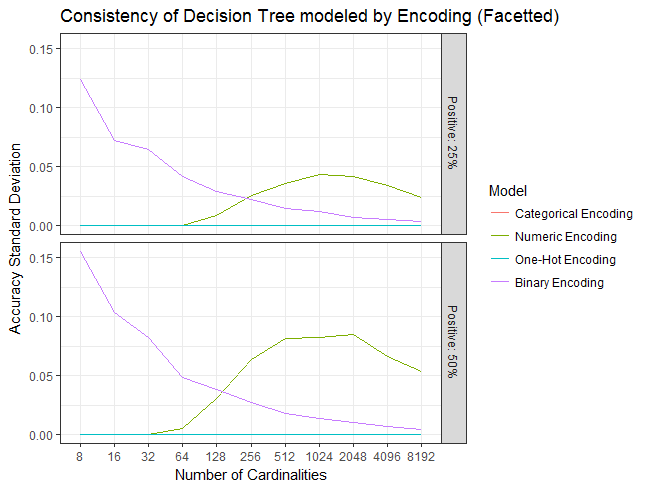 Consistency of Decision Tree modeled by Encoding (Facetted)
Accuracy Standard Deviation
0.15
0.10
0.05
0.00
Positive: 25%
0.15
0.10
0.05
0.00
Positive: 50%
8 16 32 64 128 256 512 1024 2048 4096 8192
Number of Cardinalities
Model
Categorical Encoding
Numeric Encoding
One-Hot Encoding
Binary Encoding